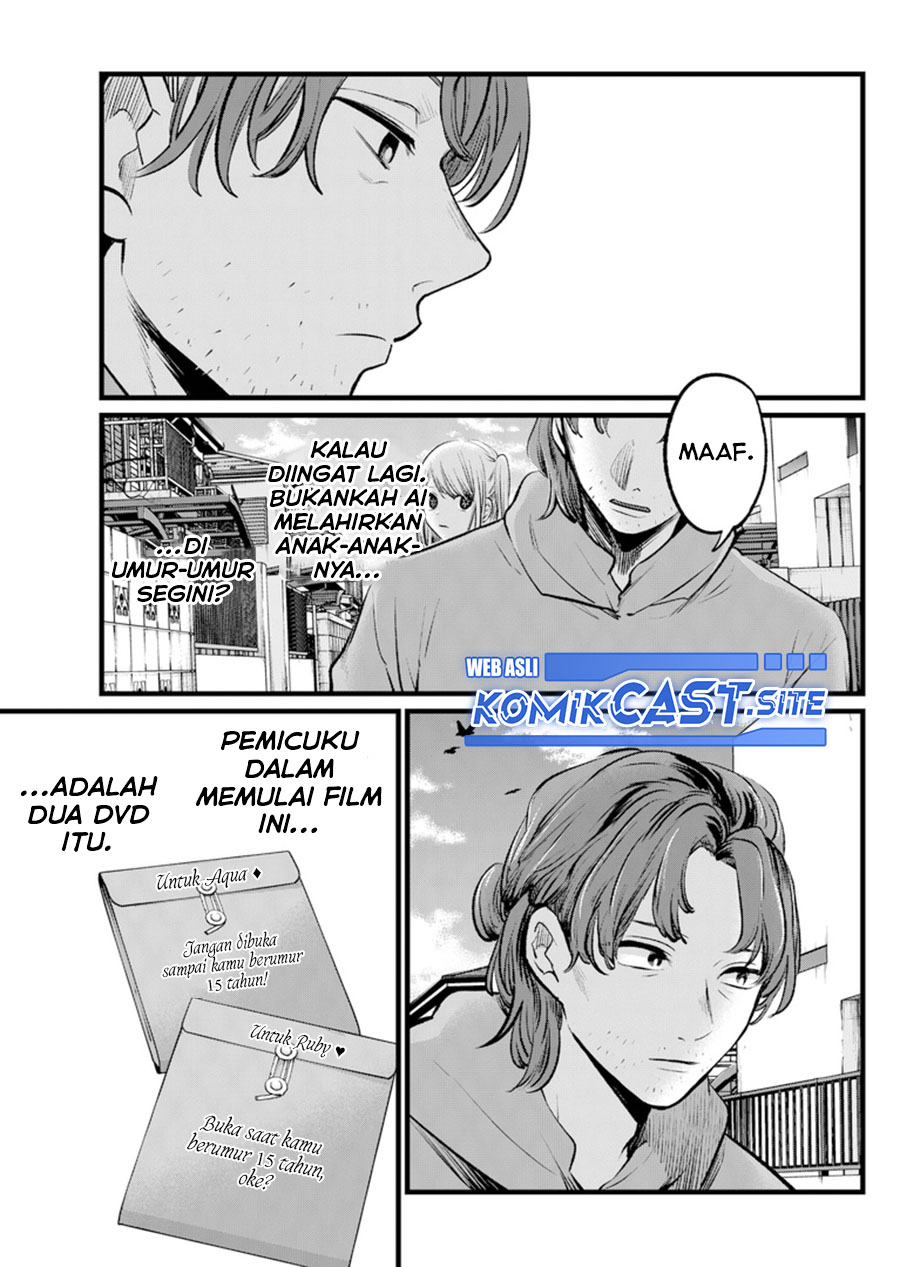 MAAF.
KALAU
DIINGAT LAGI.
BUKANKAH AI
MELAHIRKAN
ANAK-ANAK-
NYA...
...DI
UMUR-UMUR
SEGINI?
WEB ASLI
KOMIKCAST.SITE
PEMICUKU
DALAM
MEMULAI FILM
INI...
...ADALAH
DUA DVD
ITU.
Untuk Aqua ♦
Jangan dibuka
sampai kamu berumur
15 tahun!
Untuk Ruby ♥
Buka saat kamu
berumur 15 tahun,
oke?